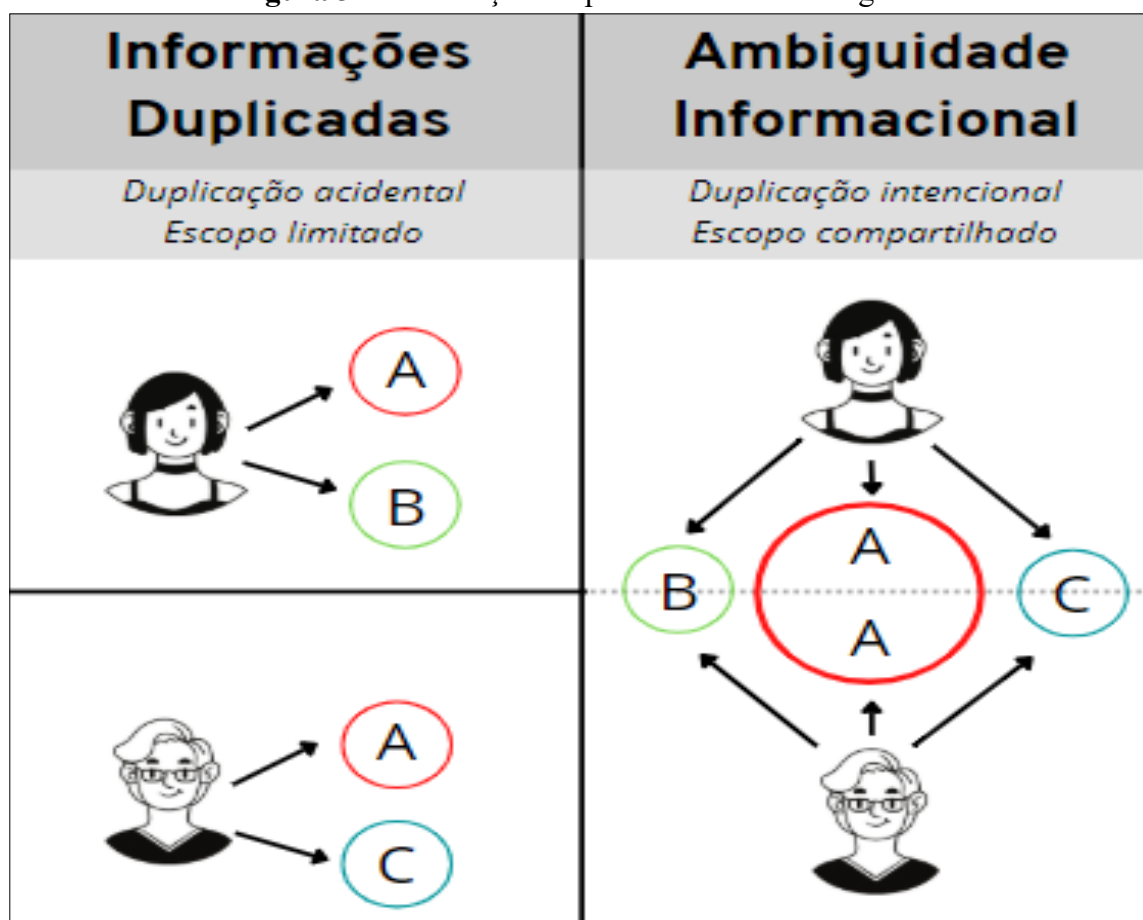 Informações
Duplicadas
Duplicação acidental
Escopo limitado
A
B
A
C
Ambiguidade
Informacional
Duplicação intencional
Escopo compartilhado
A
B
C
A